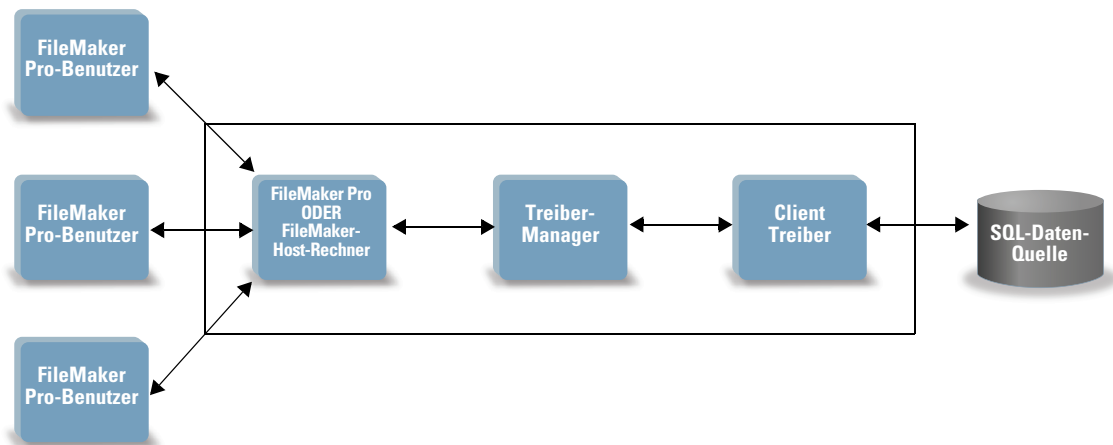 FileMaker
Pro-Benutzer
FileMaker
Pro-Benutzer
FileMaker Pro
ODER
FileMaker-
Host-Rechner
Treiber-
Manager
Client
Treiber
SQL-Daten-
Quelle
FileMaker
Pro-Benutzer